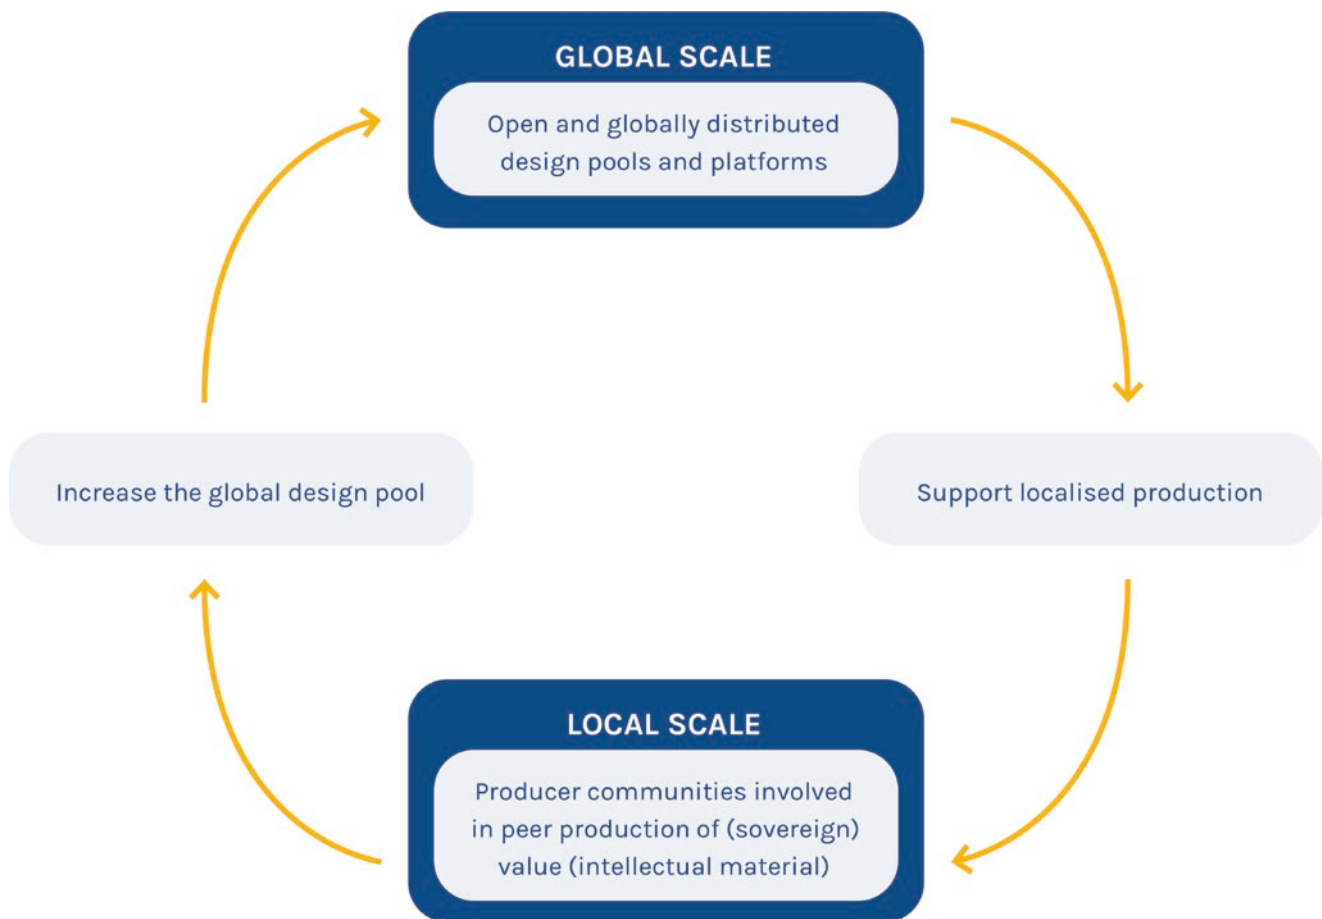 GLOBAL SCALE
Open and globally distributed
design pools and platforms
Increase the global design pool
Support localised production
LOCAL SCALE
Producer communities involved
in peer production of (sovereign)
value (intellectual material)